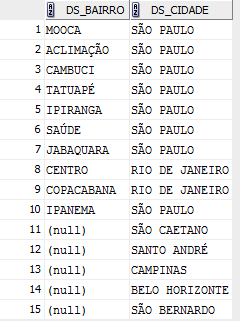 DS_BAIRRO DS_CIDADE
1 MOOCA SÃO PAULO
2 ACLIMAÇÃO SÃO PAULO
3 CAMBUCI SÃO PAULO
4 TATUAPÉ SÃO PAULO
5 IPIRANGA SÃO PAULO
6 SAÚDE SÃO PAULO
7 JABAQUARA SÃO PAULO
8 CENTRO RIO DE JANEIRO
9 COPACABANA RIO DE JANEIRO
10 IPANEMA SÃO PAULO
11 (null) SÃO CAETANO
12 (null) SANTO ANDRÉ
13 (null) CAMPINAS
14 (null) BELO HORIZONTE
15 (null) SÃO BERNARDO